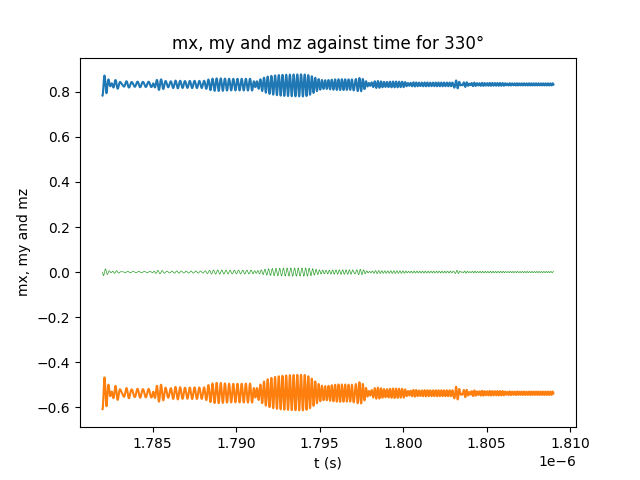 mx, my and mz against time for 330°
mx, my and mz
0.8
0.6
0.4
0.2
0.0
−0.2
−0.4
−0.6
1.785 1.790 1.795 1.800 1.805 1.810
t (s)
1e−6